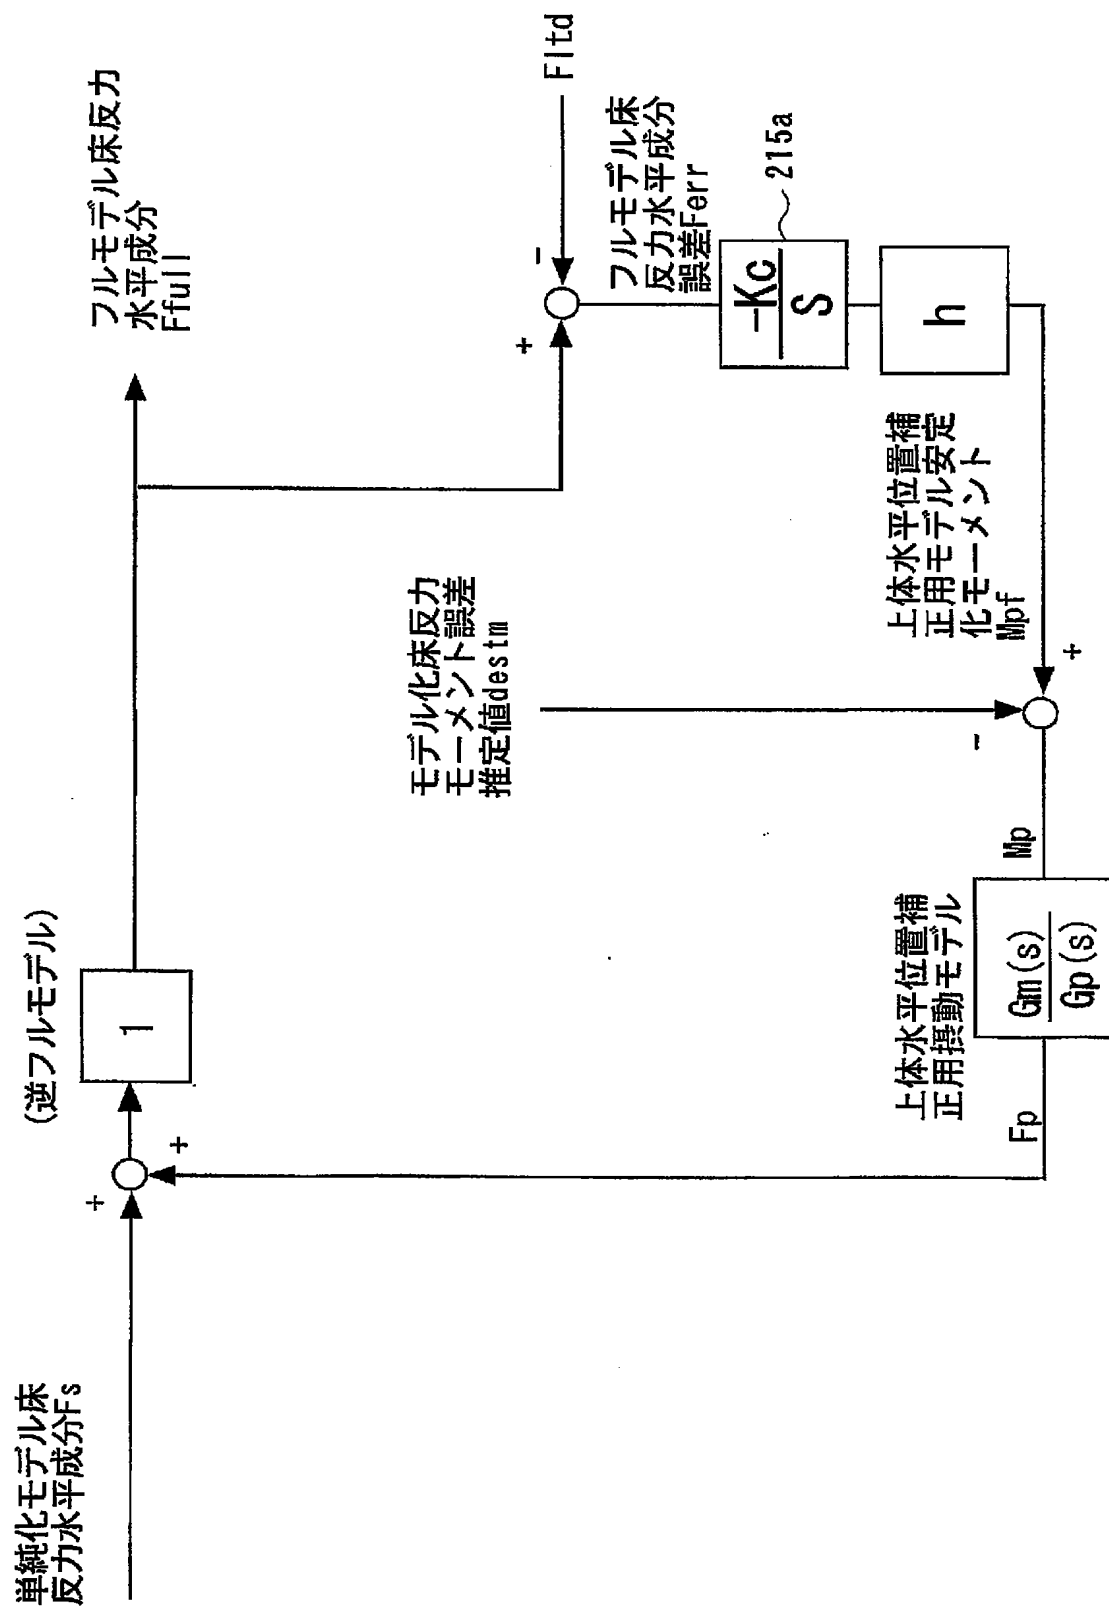 単純化モデル床
反力水平成分Fs
+
+
(逆フルモデル)
1
フルモデル床反力
水平成分
Ffull
モデル化床反力
モーメント誤差
推定値destm
+
-
Fltd
フルモデル床
反力水平成分
誤差Ferr
-Kc
S
215a
h
上体水平位置補
正用モデル安定
化モーメント
Mpf
+
-
Mp
上体水平位置補
正用摂動モデル
Gm(s)
Gp(s)
Fp